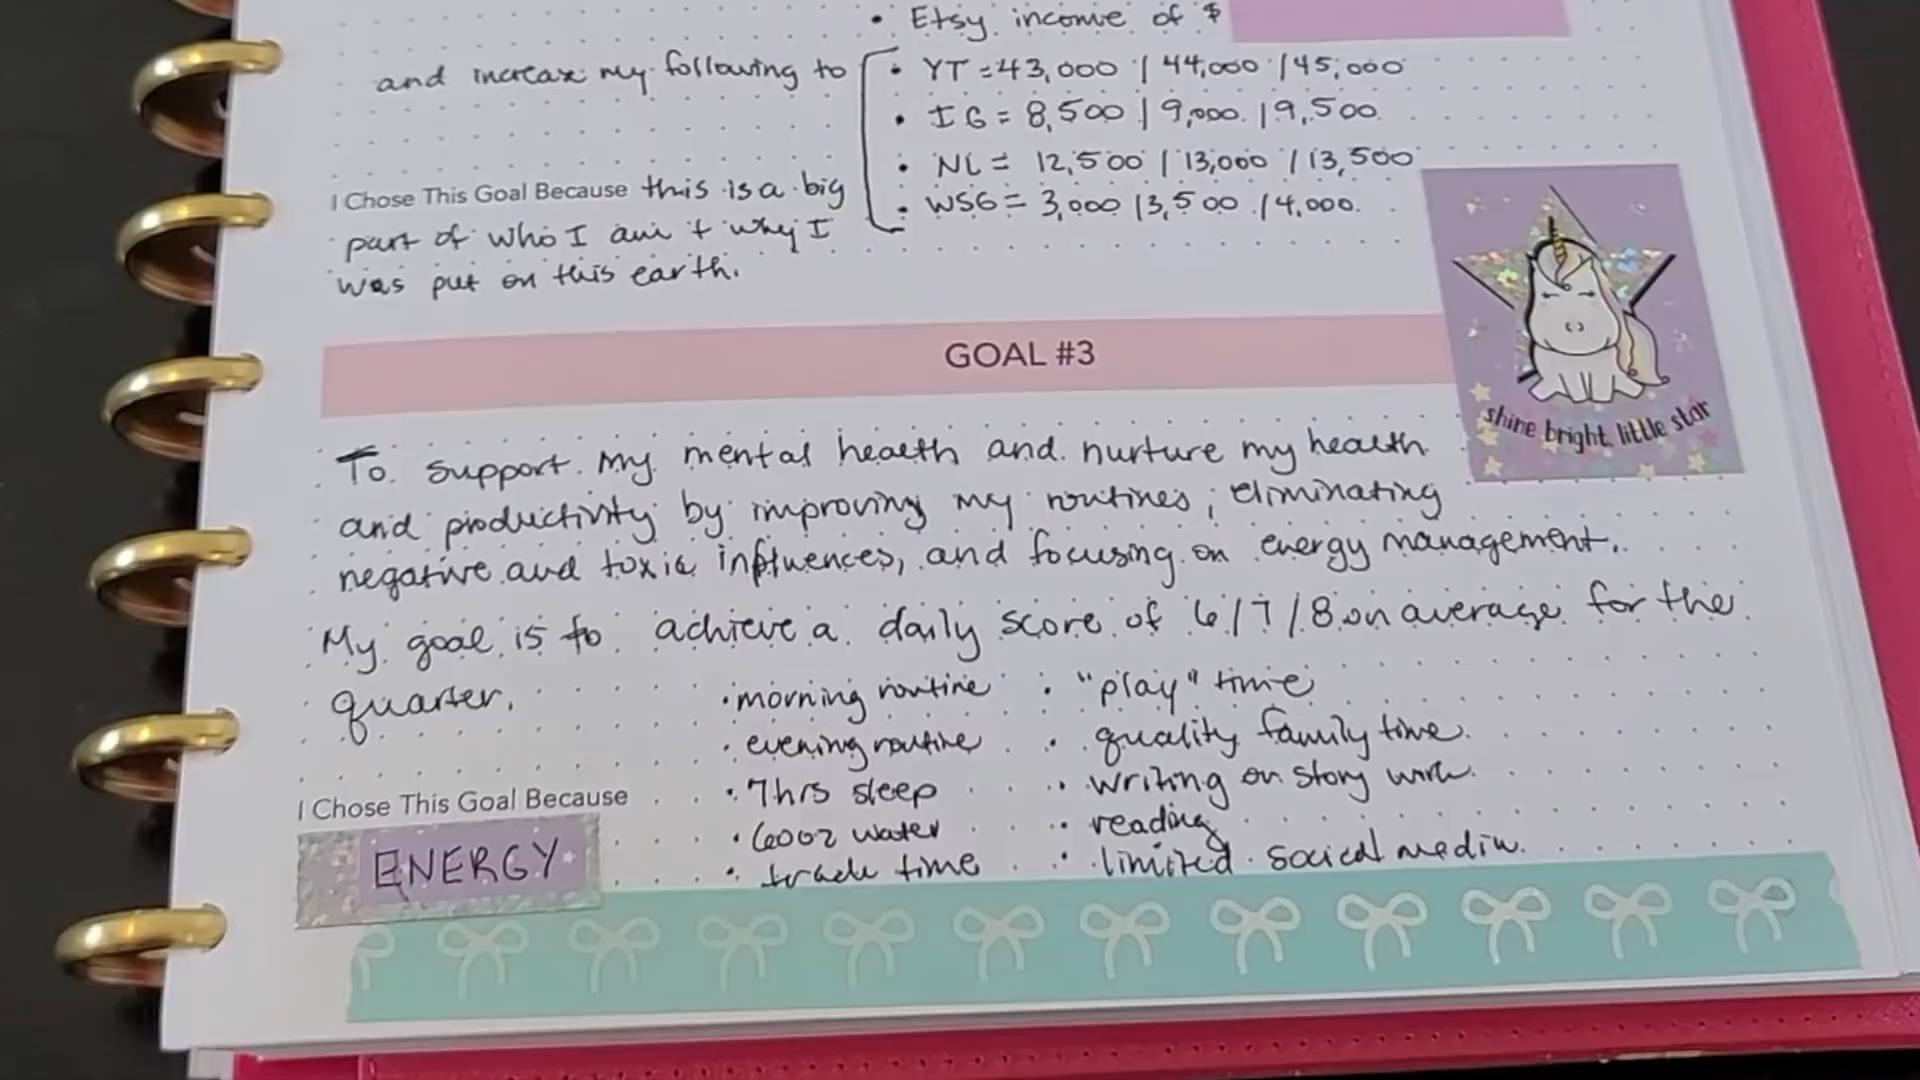 • Etsy income of $
and increase my following to
• YT = 43,000 / 44,000 / 45,000
• IG = 8,500 / 9,000 / 9,500
• NL = 12,500 / 13,000 / 13,500
• WSG = 3,000 / 3,500 / 4,000
I Chose This Goal Because this is a big
part of who I am + why I
was put on this earth.
GOAL #3
shine bright little star
To support my mental health and nurture my health
and productivity by improving my routines, eliminating
negative and toxic influences, and focusing on energy management.
My goal is to achieve a daily score of 6/7/8 on average for the
quarter.
• morning routine
• evening routine
• 7hrs sleep
• 60oz water
• track time
• "play" time
• quality family time
• writing or story work
• reading
• limited social media
I Chose This Goal Because
ENERGY